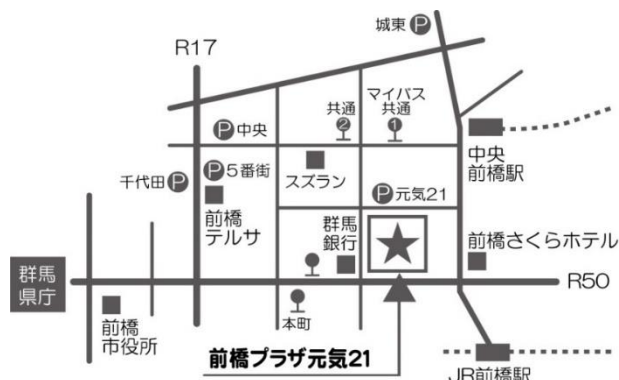 城東 P
R17
マイバス
共通
共通
2
1
P 中央
中央
前橋駅
P 5番街
千代田 P
スズラン
P 元気21
前橋
テルサ
群馬
銀行
前橋さくらホテル
群馬
県庁
R50
前橋
市役所
本町
前橋プラザ元気21
JR前橋駅